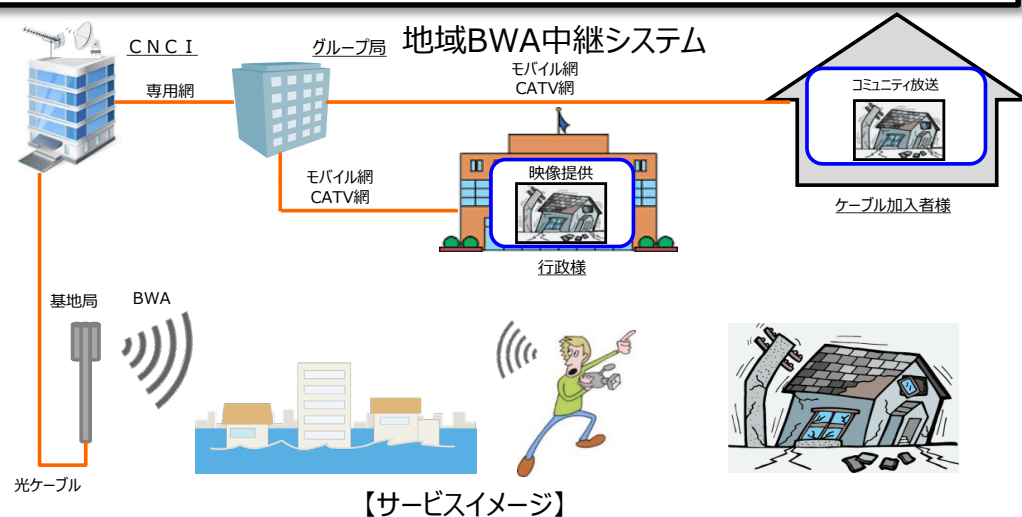 地域BWA中継システム
ＣＮＣＩ
グループ局
モバイル網
CATV網
専用網
コミュニティ放送
映像提供
モバイル網
CATV網
ケーブル加入者様
行政様
基地局
BWA
光ケーブル
【サービスイメージ】